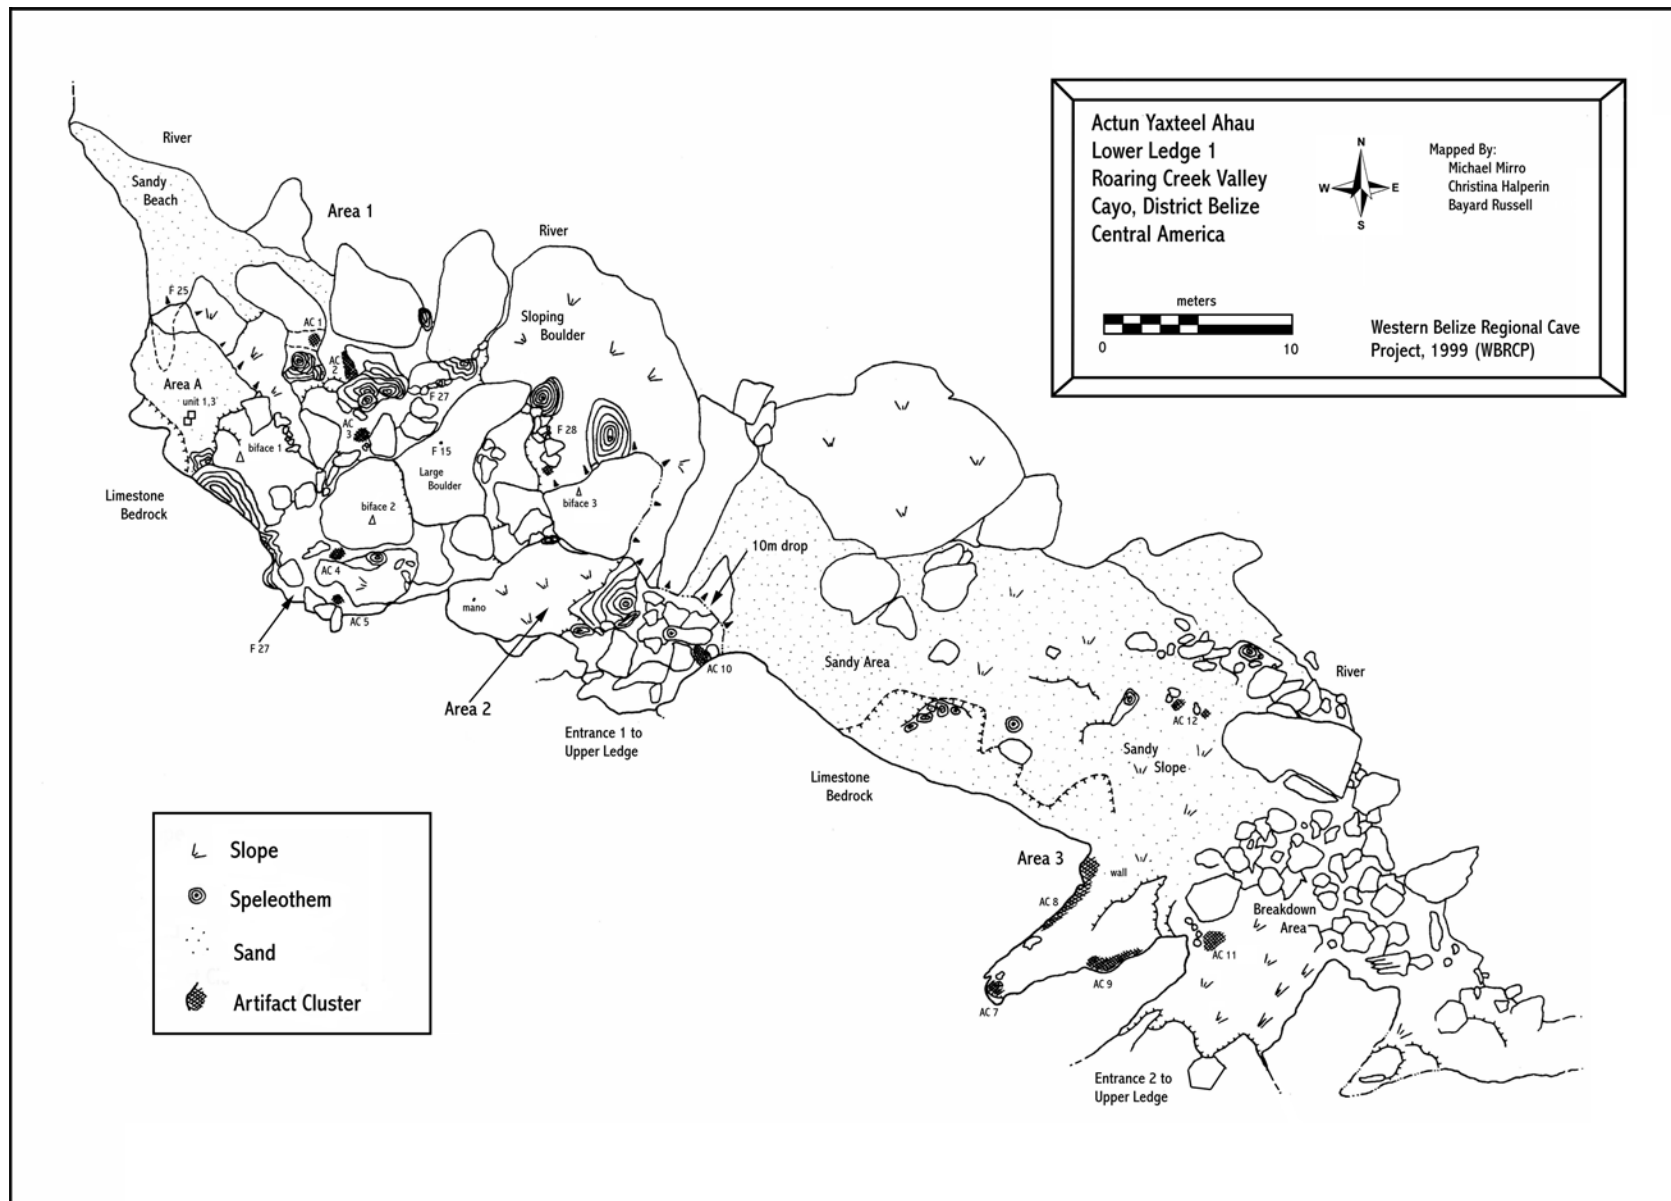 River
Sandy
Beach
Area 1
River
F 25
AC 1
Sloping
Boulder
AC
2
Area A
unit 1,3
F 27
AC
3
F 28
biface 1
F 15
Large
Boulder
Limestone
Bedrock
biface 2
biface 3
10m drop
AC 4
mano
AC 5
F 27
AC 10
Area 2
Entrance 1 to
Upper Ledge
Sandy Area
River
AC 12
Sandy
Slope
Limestone
Bedrock
Area 3
wall
AC 8
Breakdown
Area
AC 11
AC 9
AC 7
Entrance 2 to
Upper Ledge
Actun Yaxteel Ahau
Lower Ledge 1
Roaring Creek Valley
Cayo, District Belize
Central America
N
W
E
S
Mapped By:
Michael Mirro
Christina Halperin
Bayard Russell
meters
0
10
Western Belize Regional Cave
Project, 1999 (WBRCP)
Slope
Speleothem
Sand
Artifact Cluster